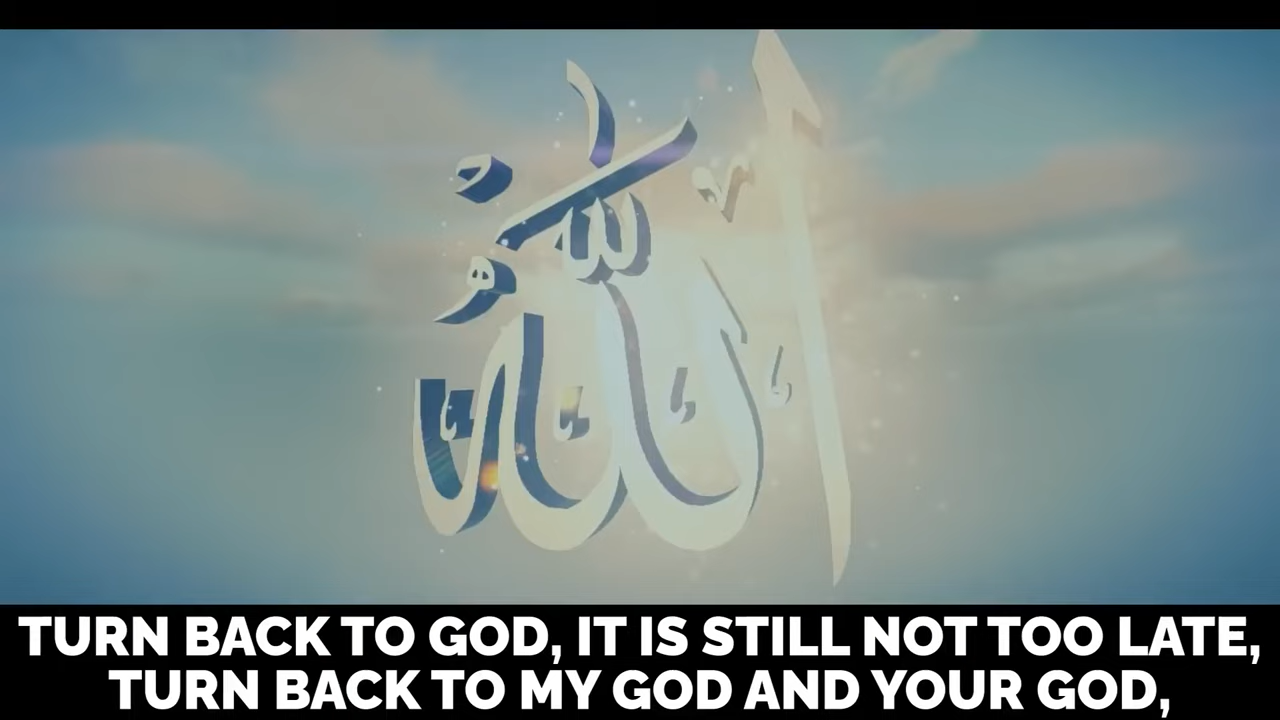 الله
TURN BACK TO GOD, IT IS STILL NOT TOO LATE,
TURN BACK TO MY GOD AND YOUR GOD,